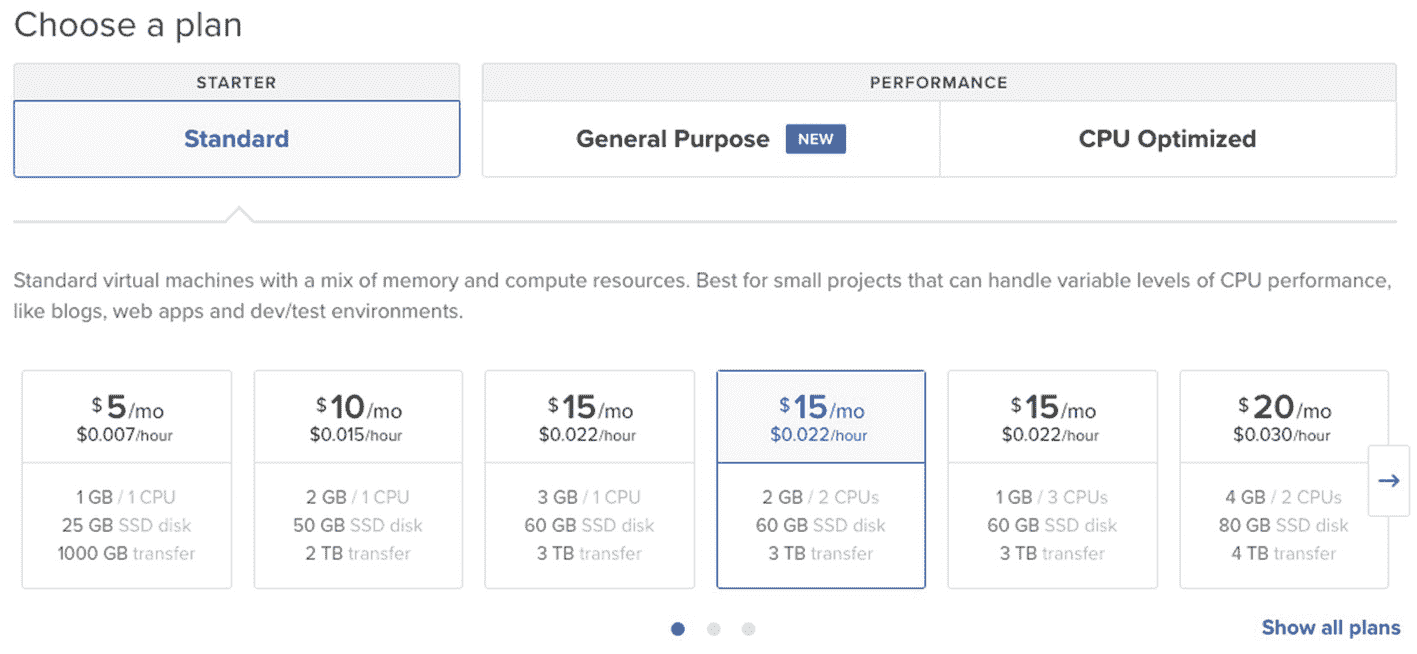 Choose a plan
STARTER
PERFORMANCE
Standard
General Purpose NEW
CPU Optimized
Standard virtual machines with a mix of memory and compute resources. Best for small projects that can handle variable levels of CPU performance,
like blogs, web apps and dev/test environments.
$5/mo
$0.007/hour
1 GB / 1 CPU
25 GB SSD disk
1000 GB transfer
$10/mo
$0.015/hour
2 GB / 1 CPU
50 GB SSD disk
2 TB transfer
$15/mo
$0.022/hour
3 GB / 1 CPU
60 GB SSD disk
3 TB transfer
$15/mo
$0.022/hour
2 GB / 2 CPUs
60 GB SSD disk
3 TB transfer
$15/mo
$0.022/hour
1 GB / 3 CPUs
60 GB SSD disk
3 TB transfer
$20/mo
$0.030/hour
4 GB / 2 CPUs
80 GB SSD disk
4 TB transfer
→
Show all plans